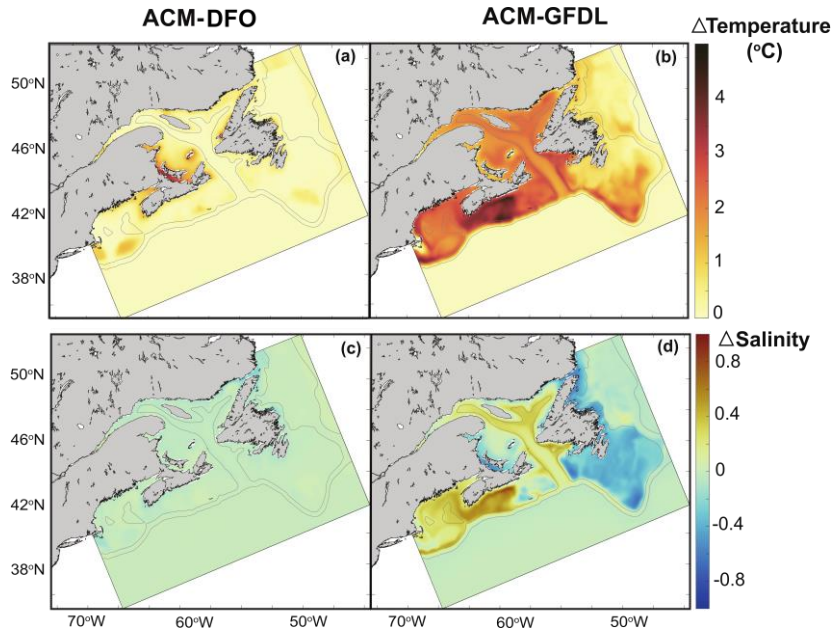 ACM-DFO
ACM-GFDL
△Temperature
(°C)
(a)
(b)
50°N
46°N
42°N
38°N
4
3
2
1
0
(c)
(d)
△Salinity
50°N
46°N
42°N
38°N
0.8
0.4
0
-0.4
-0.8
70°W
60°W
50°W
70°W
60°W
50°W